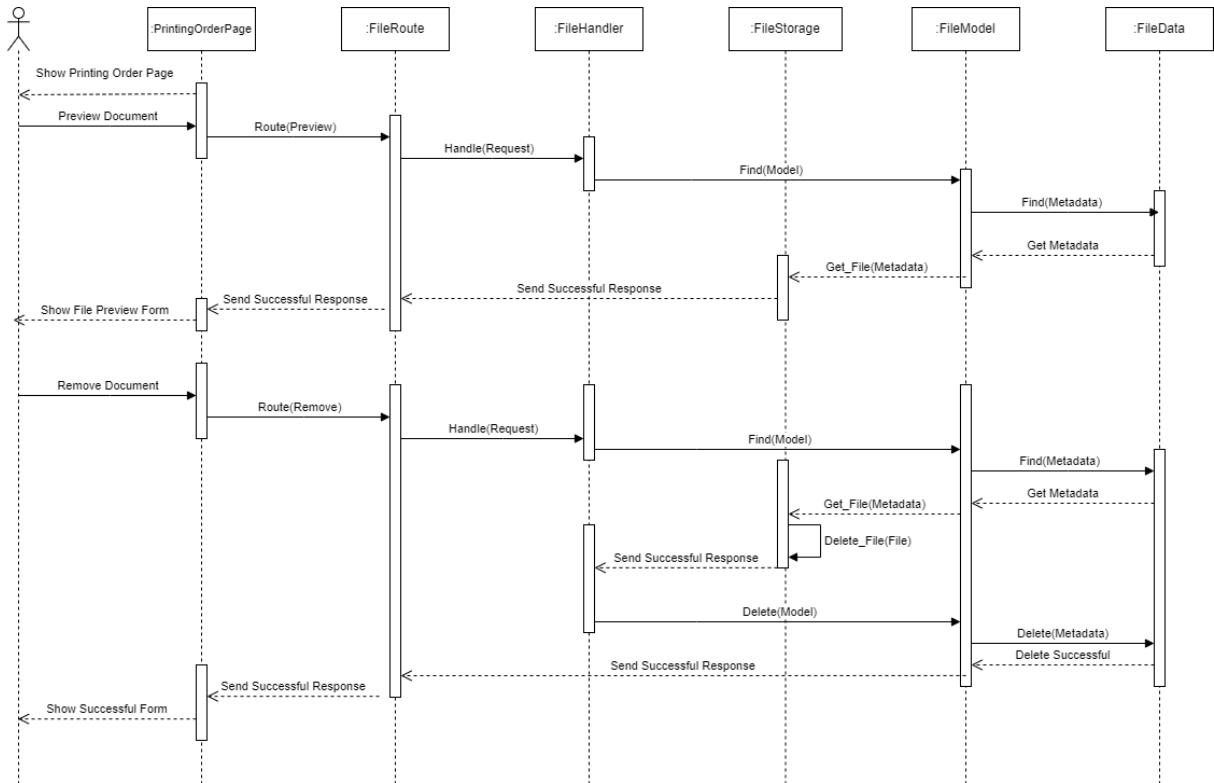 :PrintingOrderPage
:FileRoute
:FileHandler
:FileStorage
:FileModel
:FileData
Show Printing Order Page
Preview Document
Route(Preview)
Handle(Request)
Find(Model)
Find(Metadata)
Get Metadata
Get_File(Metadata)
Send Successful Response
Send Successful Response
Show File Preview Form
Remove Document
Route(Remove)
Handle(Request)
Find(Model)
Find(Metadata)
Get Metadata
Get_File(Metadata)
Delete_File(File)
Send Successful Response
Delete(Model)
Delete(Metadata)
Delete Successful
Send Successful Response
Send Successful Response
Show Successful Form